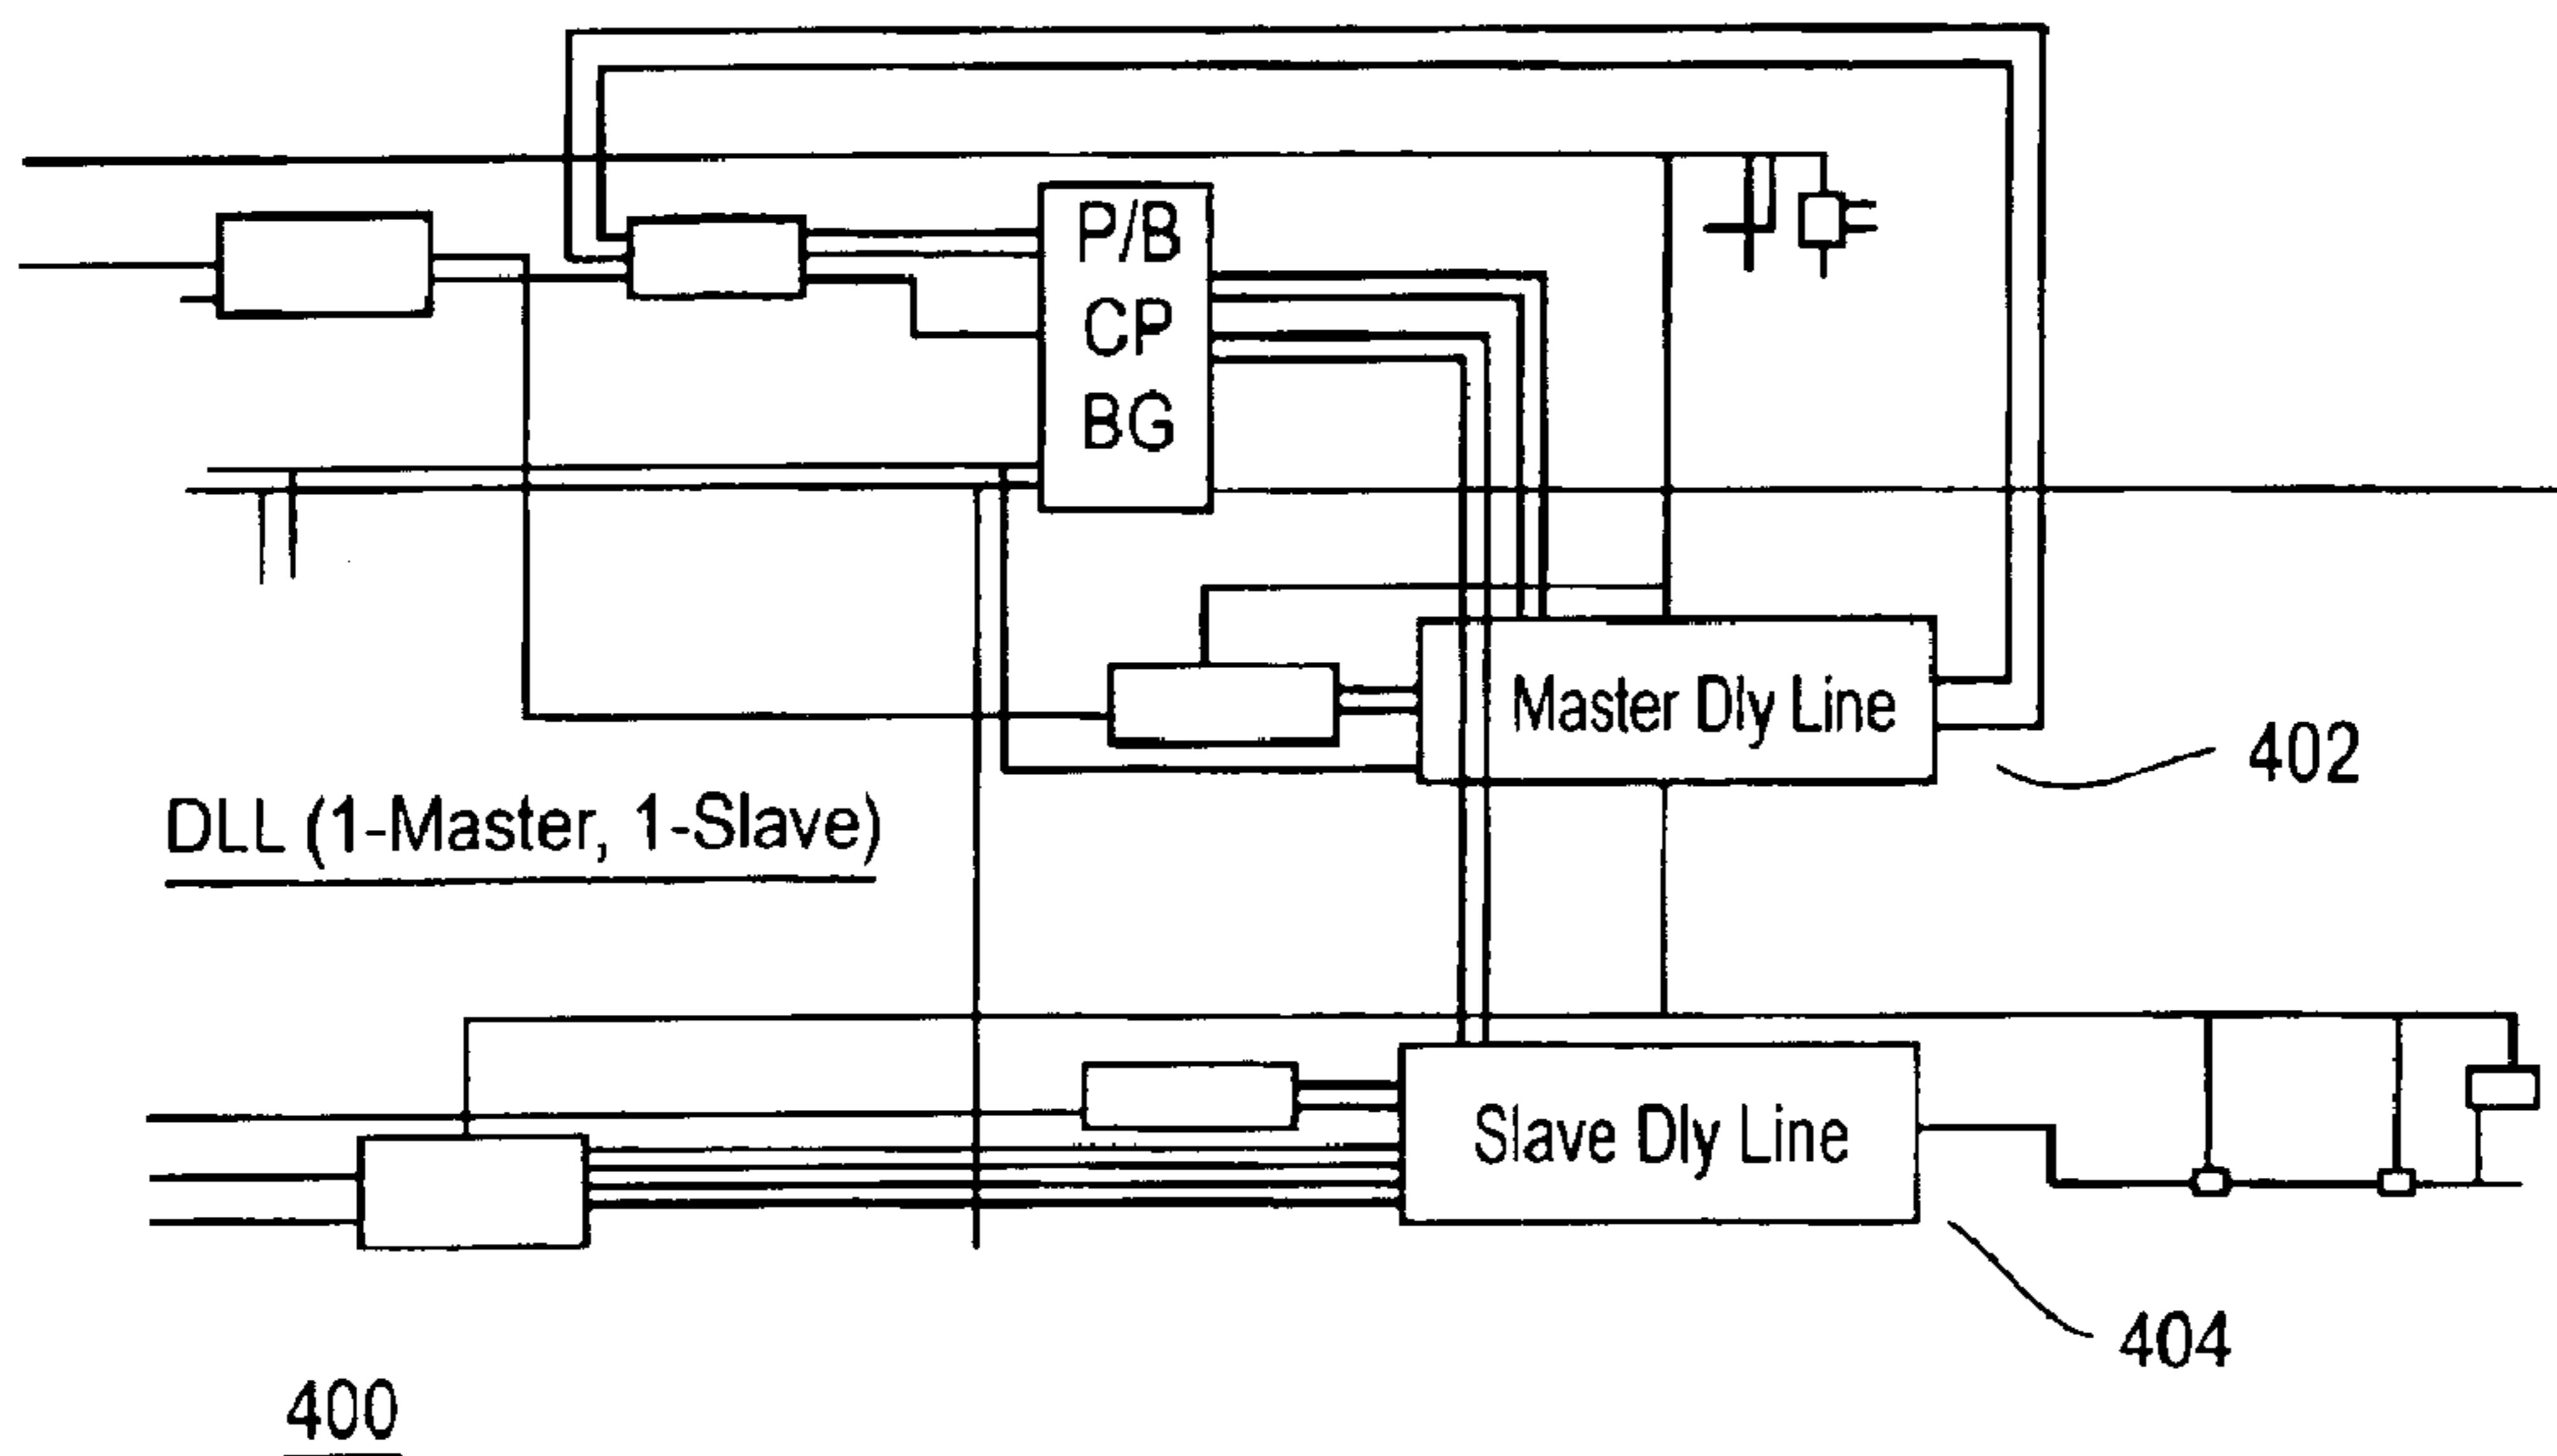 P/B
CP
BG
Master Dly Line
402
DLL (1-Master, 1-Slave)
Slave Dly Line
404
400